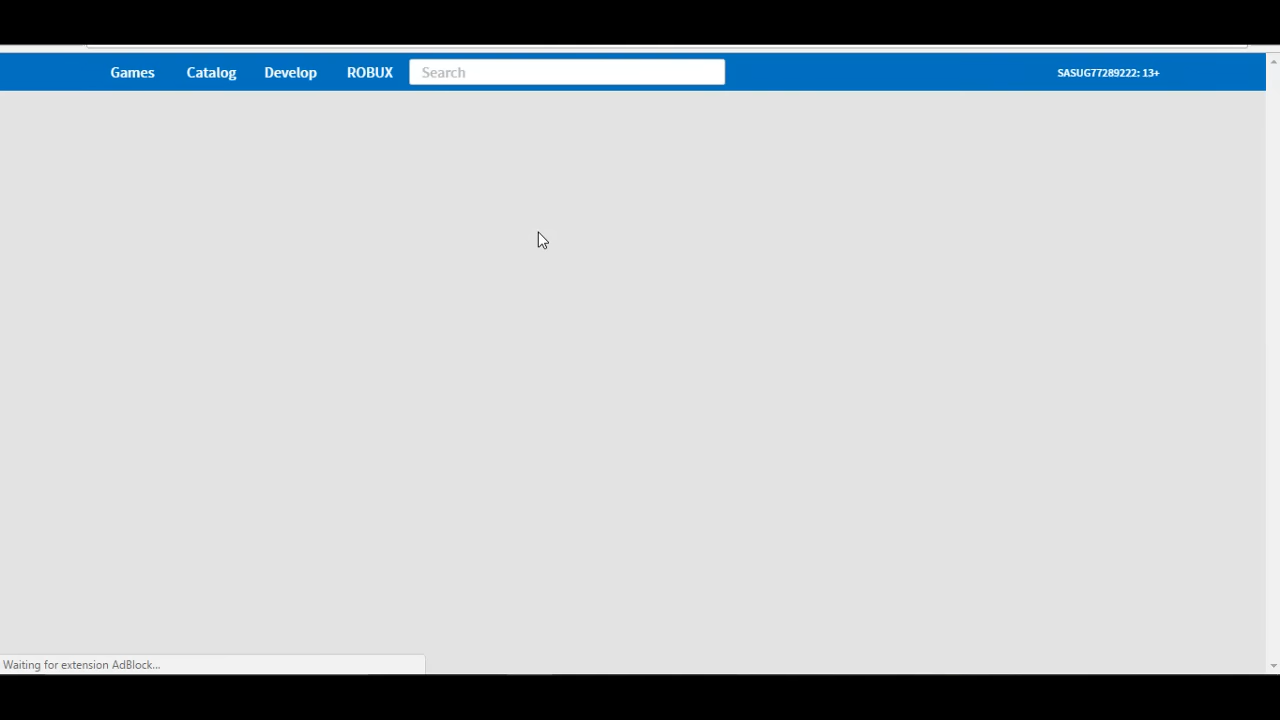 Games Catalog Develop ROBUX Search SASUG77289222: 13+
Waiting for extension AdBlock...